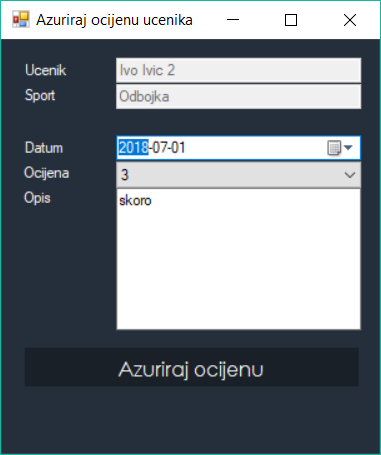 Azuriraj ocijenu ucenika
Ucenik Ivo Ivic 2
Sport Odbojka
Datum 2018-07-01
Ocijena 3
Opis skoro
Azuriraj ocijenu